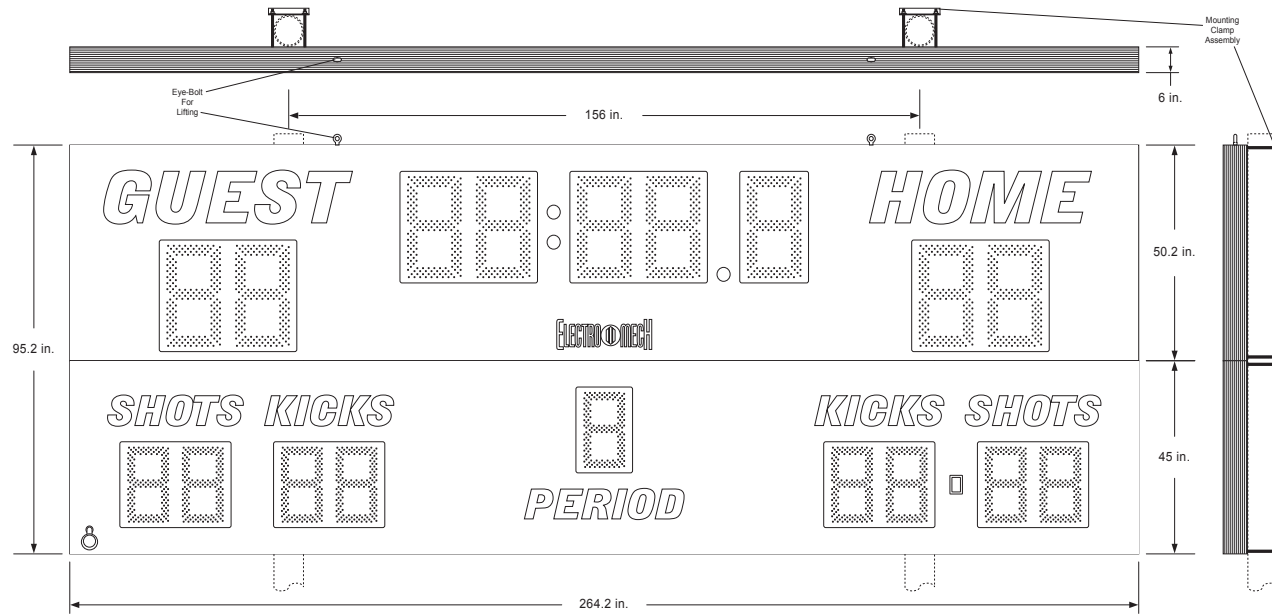 Mounting
Clamp
Assembly
6 in.
Eye-Bolt
For
Lifting
156 in.
GUEST
HOME
50.2 in.
ELECTRO MECH
95.2 in.
SHOTS KICKS
KICKS SHOTS
45 in.
PERIOD
264.2 in.